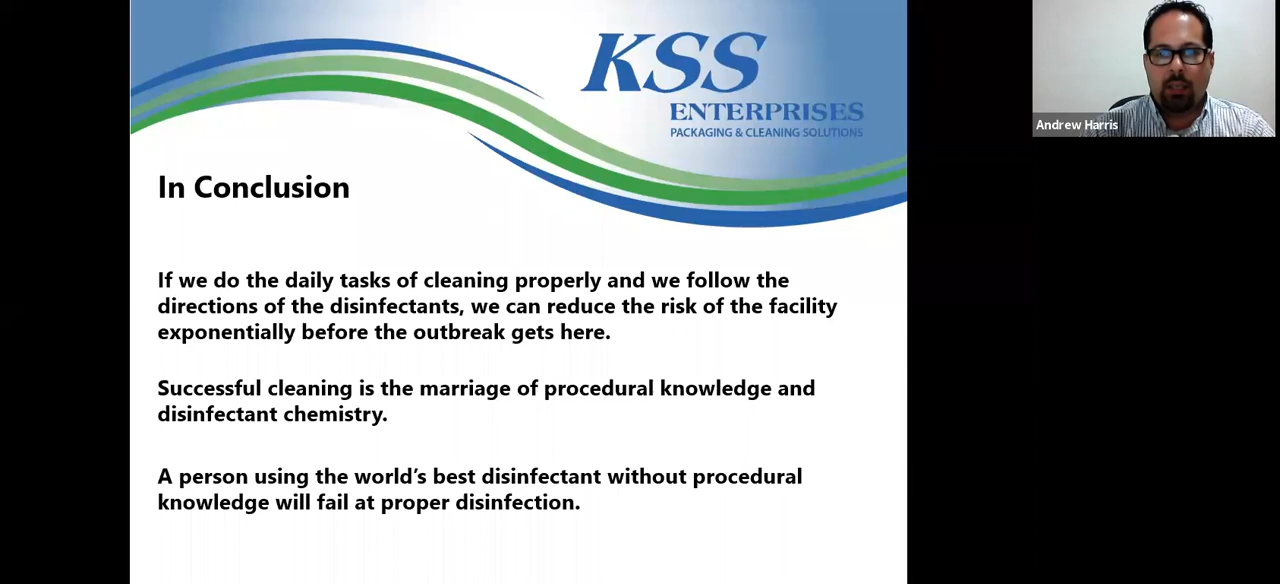 KSS
ENTERPRISES
PACKAGING & CLEANING SOLUTIONS
Andrew Harris
In Conclusion
If we do the daily tasks of cleaning properly and we follow the
directions of the disinfectants, we can reduce the risk of the facility
exponentially before the outbreak gets here.
Successful cleaning is the marriage of procedural knowledge and
disinfectant chemistry.
A person using the world's best disinfectant without procedural
knowledge will fail at proper disinfection.